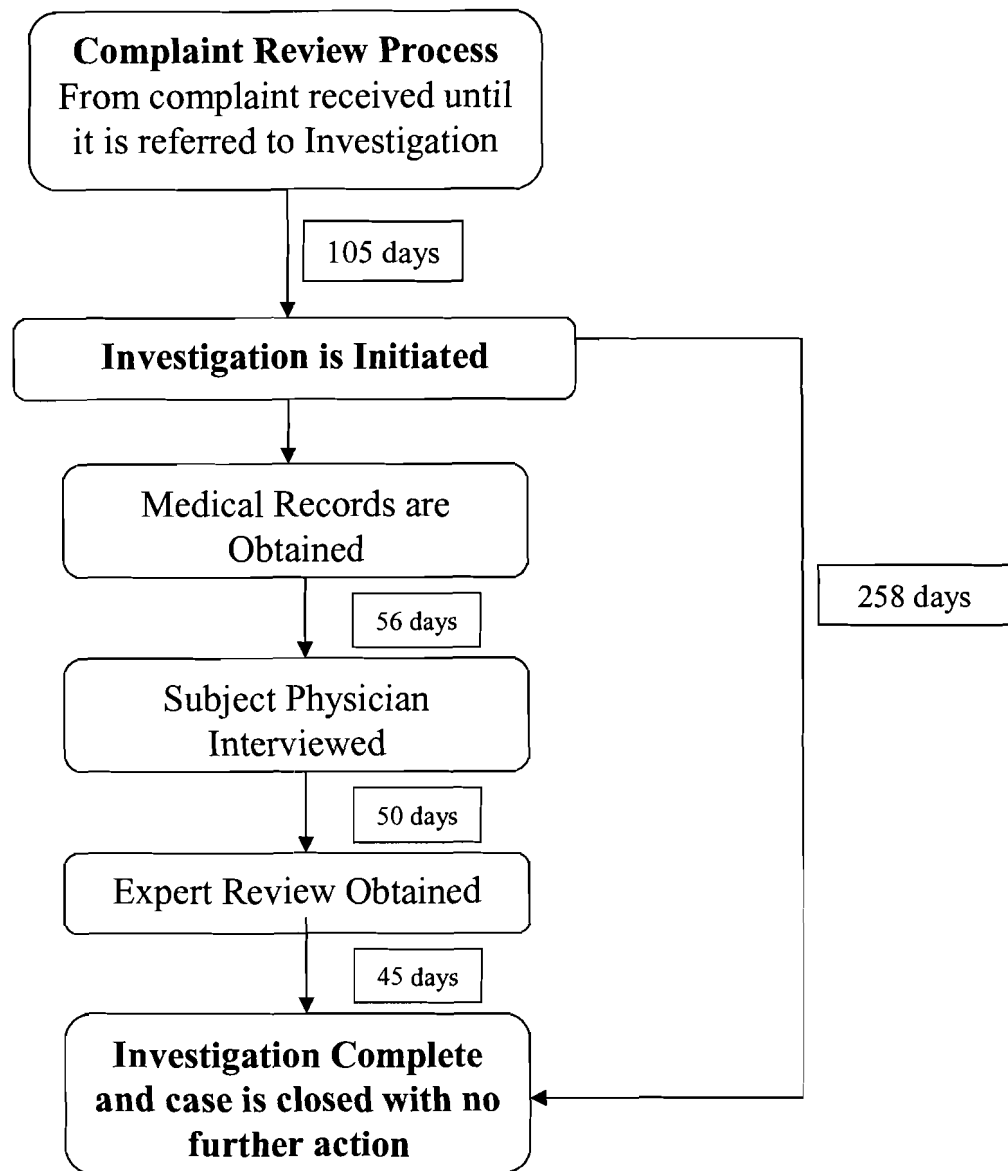 Complaint Review Process
From complaint received until
it is referred to Investigation
105 days
Investigation is Initiated
Medical Records are
Obtained
258 days
56 days
Subject Physician
Interviewed
50 days
Expert Review Obtained
45 days
Investigation Complete
and case is closed with no
further action